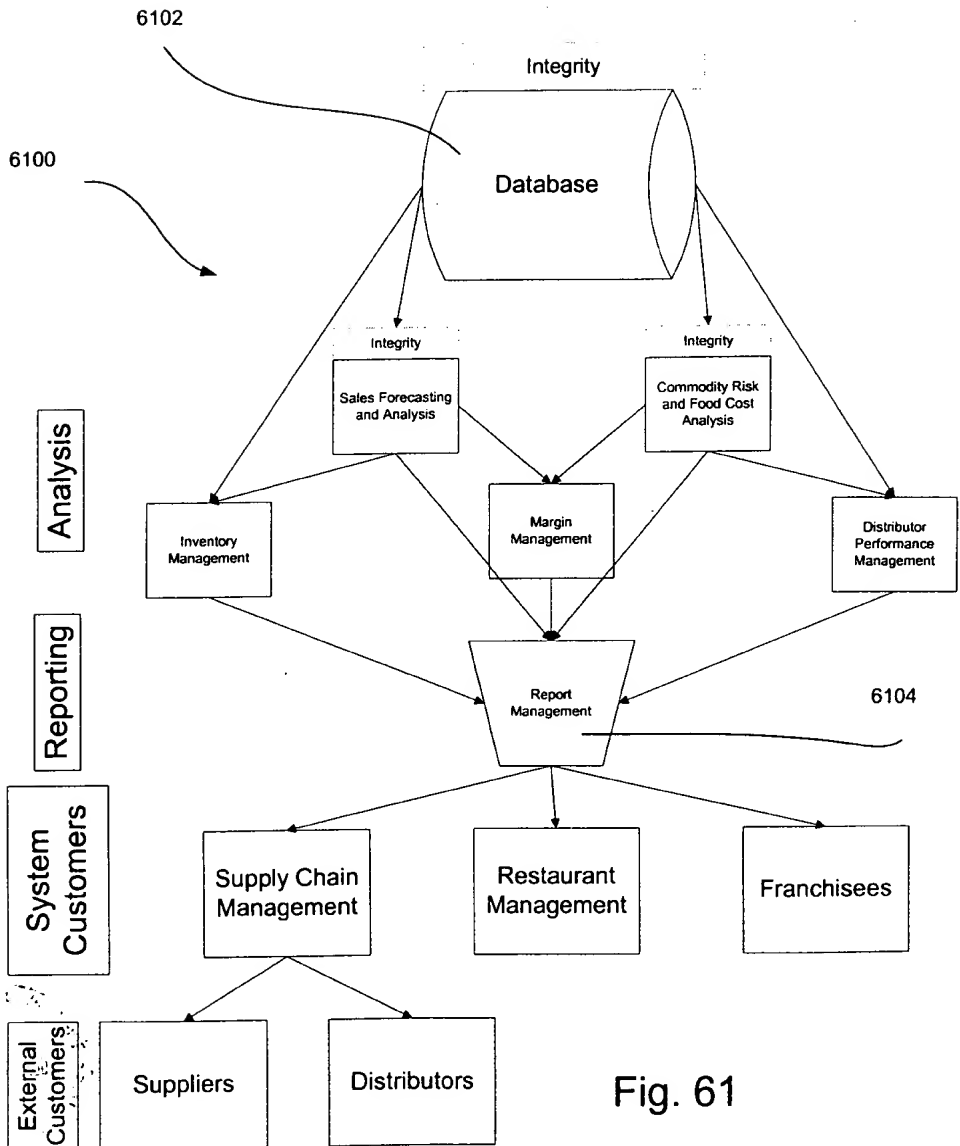 6102
Integrity
6100
Database
Integrity
Integrity
Sales Forecasting
and Analysis
Commodity Risk
and Food Cost
Analysis
Analysis
Inventory
Management
Margin
Management
Distributor
Performance
Management
Reporting
Report
Management
6104
System
Customers
Supply Chain
Management
Restaurant
Management
Franchisees
External
Customers
Suppliers
Distributors
Fig. 61